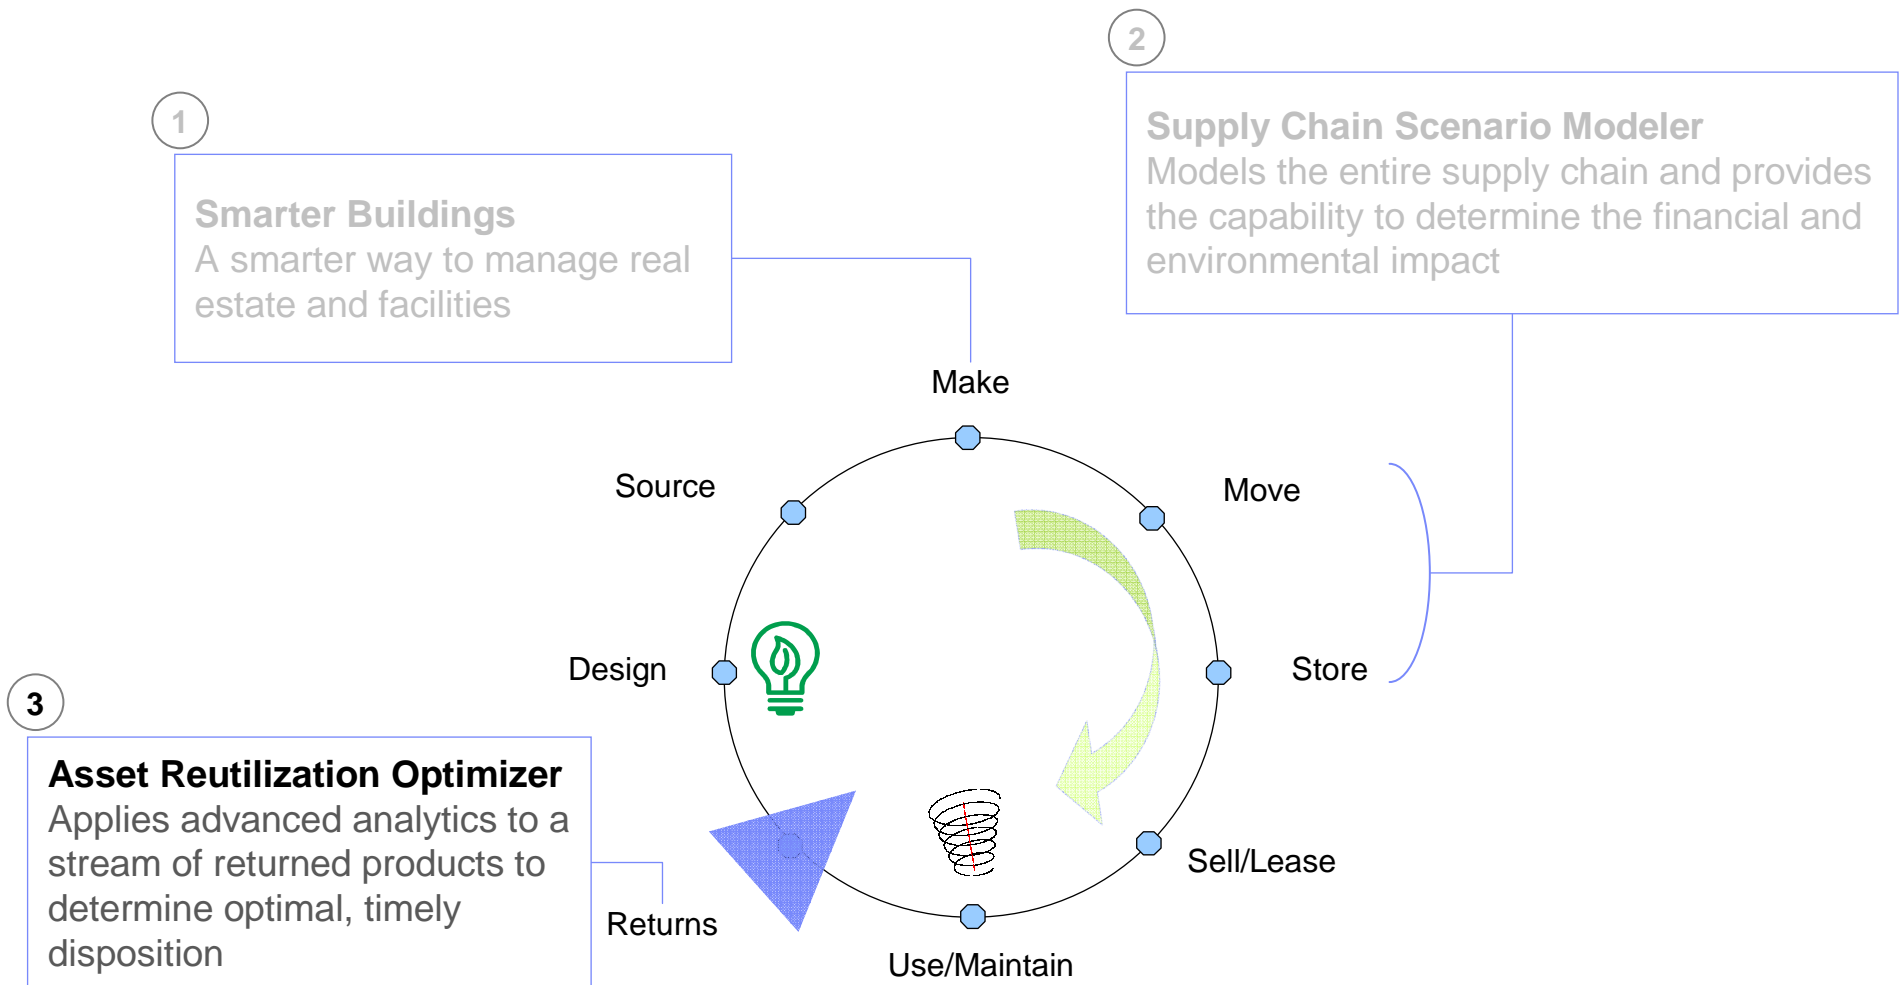 2
Supply Chain Scenario Modeler
Models the entire supply chain and provides
the capability to determine the financial and
environmental impact
1
Smarter Buildings
A smarter way to manage real
estate and facilities
Make
Source
Move
Design
Store
3
Asset Reutilization Optimizer
Applies advanced analytics to a
stream of returned products to
determine optimal, timely
disposition
Sell/Lease
Returns
Use/Maintain